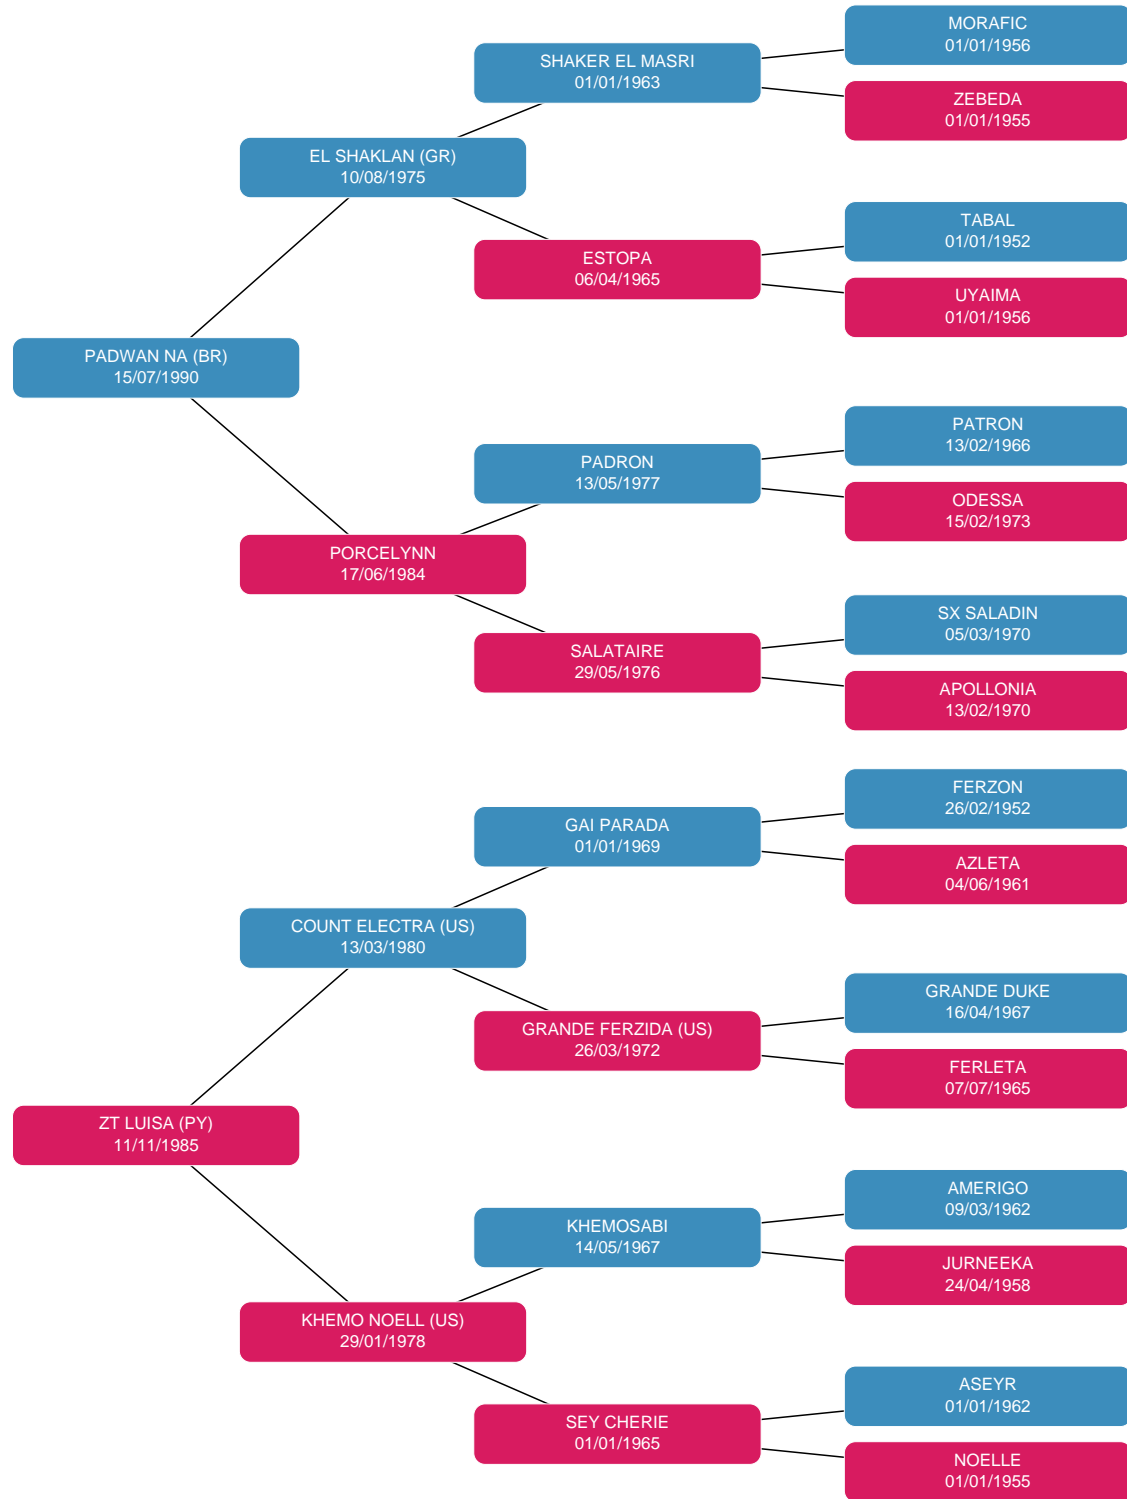 MORAFIC
01/01/1956
SHAKER EL MASRI
01/01/1963
ZEBEDA
01/01/1955
EL SHAKLAN (GR)
10/08/1975
TABAL
01/01/1952
ESTOPA
06/04/1965
UYAIMA
01/01/1956
PADWAN NA (BR)
15/07/1990
PATRON
13/02/1966
PADRON
13/05/1977
ODESSA
15/02/1973
PORCELYNN
17/06/1984
SX SALADIN
05/03/1970
SALATAIRE
29/05/1976
APOLLONIA
13/02/1970
FERZON
26/02/1952
GAI PARADA
01/01/1969
AZLETA
04/06/1961
COUNT ELECTRA (US)
13/03/1980
GRANDE DUKE
16/04/1967
GRANDE FERZIDA (US)
26/03/1972
FERLETA
07/07/1965
ZT LUISA (PY)
11/11/1985
AMERIGO
09/03/1962
KHEMOSABI
14/05/1967
JURNEEKA
24/04/1958
KHEMO NOELL (US)
29/01/1978
ASEYR
01/01/1962
SEY CHERIE
01/01/1965
NOELLE
01/01/1955